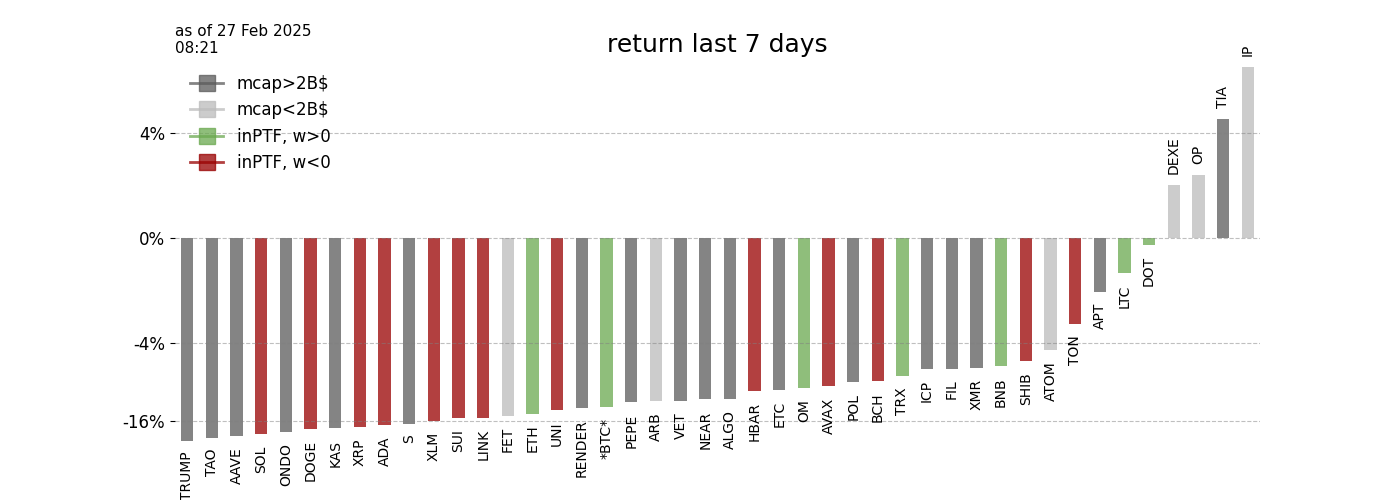 as of 27 Feb 2025
08:21
return last 7 days
mcap>2B$
mcap<2B$
inPTF, w>0
inPTF, w<0
4%
0%
-4%
-16%
TRUMP
TAO
AAVE
SOL
ONDO
DOGE
KAS
XRP
ADA
S
XLM
SUI
LINK
FET
ETH
UNI
RENDER
*BTC*
PEPE
ARB
VET
NEAR
ALGO
HBAR
ETC
OM
AVAX
POL
BCH
TRX
ICP
FIL
XMR
BNB
SHIB
ATOM
TON
APT
LTC
DOT
DEXE
OP
TIA
IP